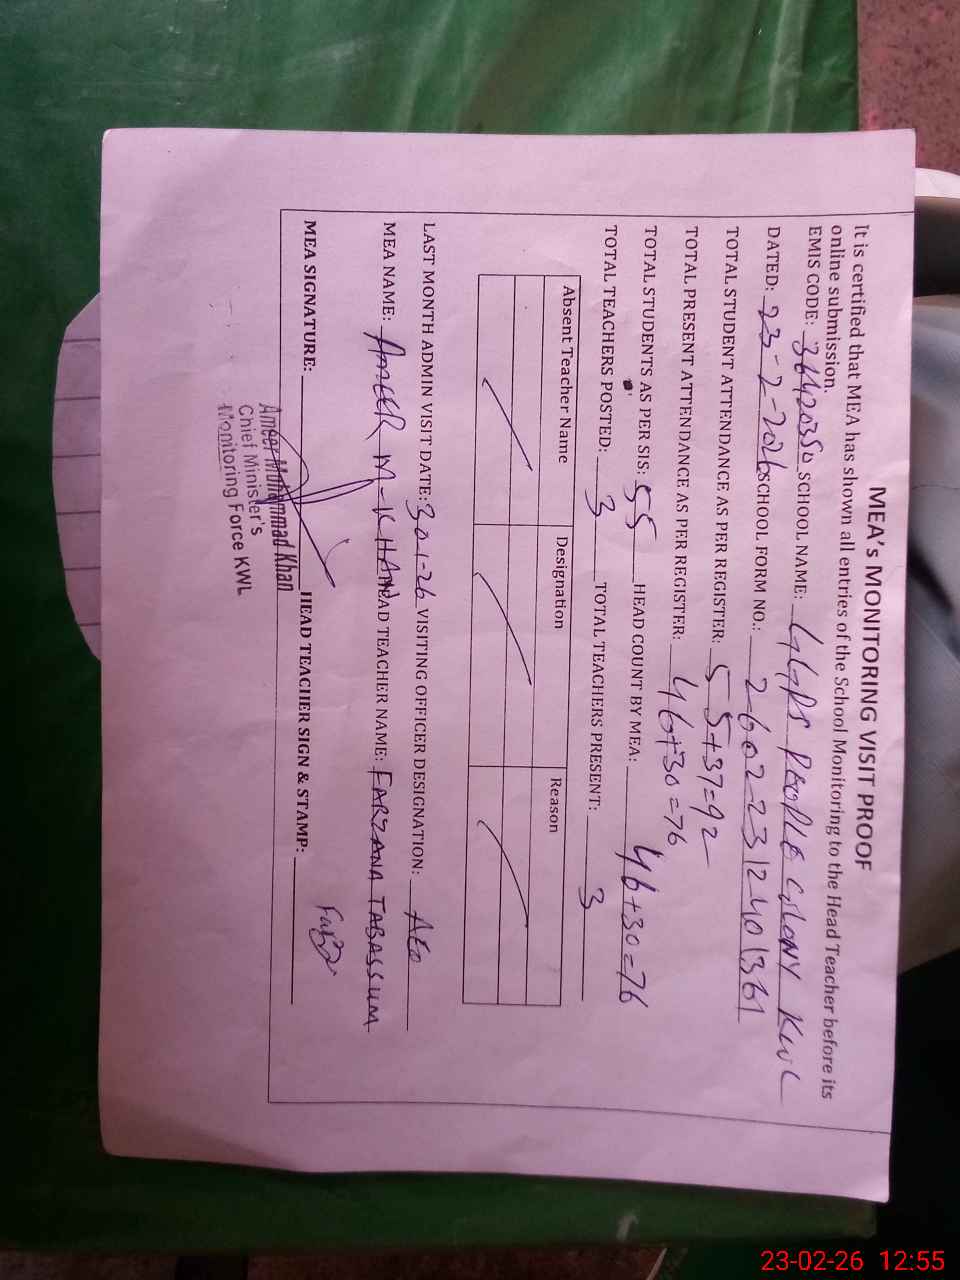 MEA's MONITORING VISIT PROOF
It is certified that MEA has shown all entries of the School Monitoring to the Head Teacher before its
online submission.
EMIS CODE: 36420350 SCHOOL NAME: GGPS PEOPLE COLONY KWL
DATED: 23-2-2026 SCHOOL FORM NO.: 2602-2312401361
TOTAL STUDENT ATTENDANCE AS PER REGISTER: 55+37=92
TOTAL PRESENT ATTENDANCE AS PER REGISTER: 46+30=76
TOTAL STUDENTS AS PER SIS: 55 HEAD COUNT BY MEA: 46+30=76
TOTAL TEACHERS POSTED: 3 TOTAL TEACHERS PRESENT: 3
Absent Teacher Name Designation Reason
LAST MONTH ADMIN VISIT DATE: 30-1-26 VISITING OFFICER DESIGNATION: AEO
MEA NAME: AMEER M-KHAN HEAD TEACHER NAME: FARZANA TABASSUM
MEA SIGNATURE: HEAD TEACHER SIGN & STAMP:
Ameer Muhammad Khan
Chief Minister's
Monitoring Force KWL
23-02-26 12:55